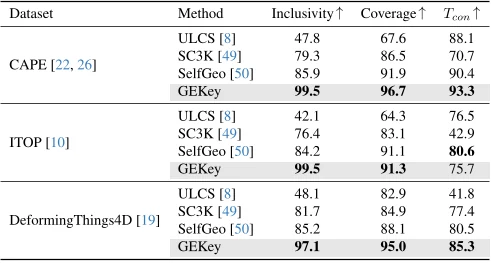 Dataset Method Inclusivity↑ Coverage↑ T_con↑
ULCS [8] 47.8 67.6 88.1
SC3K [49] 79.3 86.5 70.7
CAPE [22, 26]
SelfGeo [50] 85.9 91.9 90.4
GEKey 99.5 96.7 93.3
ULCS [8] 42.1 64.3 76.5
SC3K [49] 76.4 83.1 42.9
ITOP [10]
SelfGeo [50] 84.2 91.1 80.6
GEKey 99.5 91.3 75.7
ULCS [8] 48.1 82.9 41.8
SC3K [49] 81.7 84.9 77.4
DeformingThings4D [19]
SelfGeo [50] 85.2 88.1 80.5
GEKey 97.1 95.0 85.3